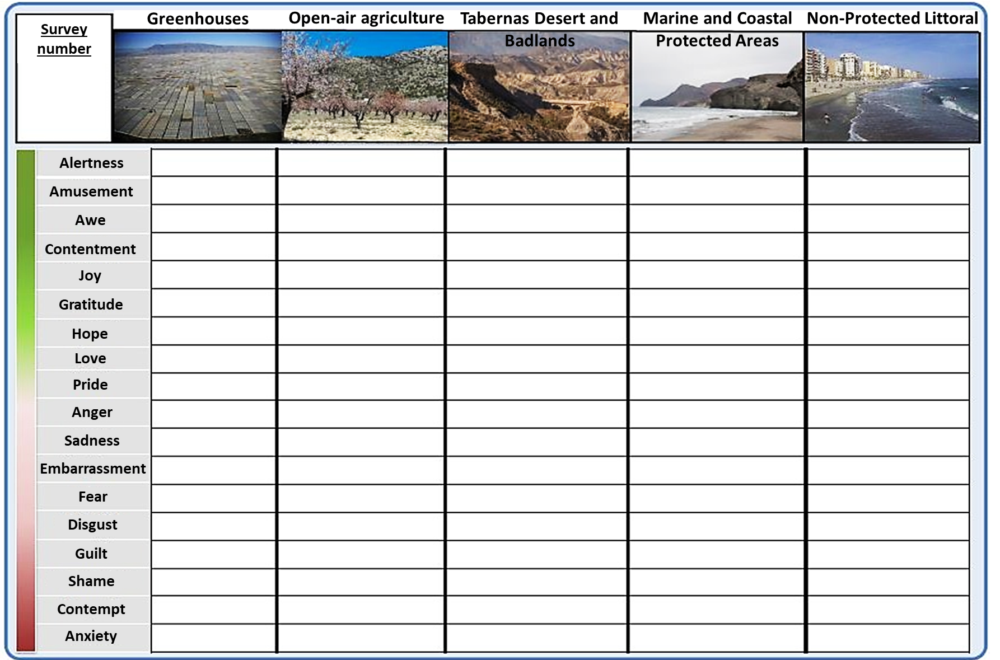 Survey
number
Greenhouses
Open-air agriculture
Tabernas Desert and
Badlands
Marine and Coastal
Protected Areas
Non-Protected Littoral
Alertness
Amusement
Awe
Contentment
Joy
Gratitude
Hope
Love
Pride
Anger
Sadness
Embarrassment
Fear
Disgust
Guilt
Shame
Contempt
Anxiety